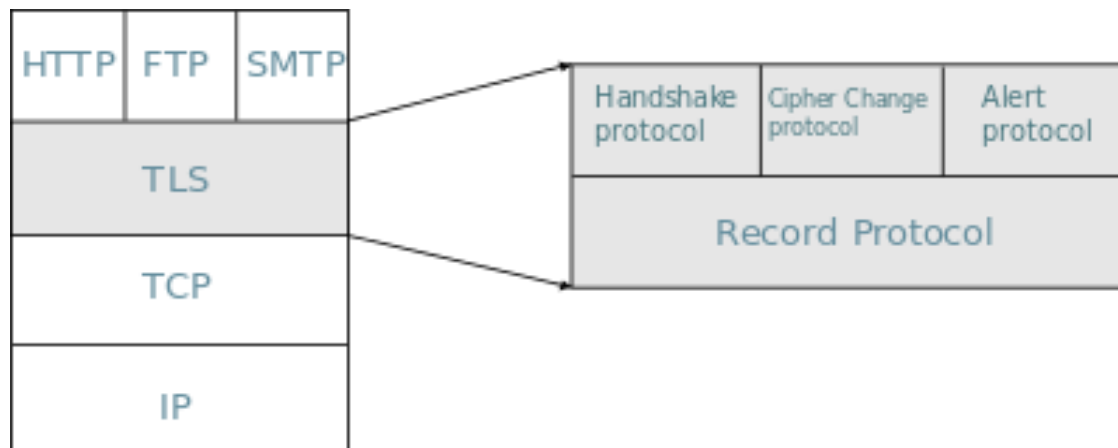 HTTP FTP SMTP
TLS
TCP
IP
Handshake
protocol
Cipher Change
protocol
Alert
protocol
Record Protocol